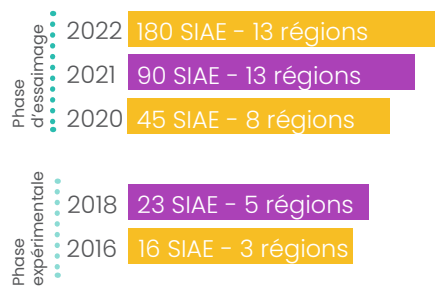 Phase
d'essaimage
2022 180 SIAE - 13 régions
2021 90 SIAE - 13 régions
2020 45 SIAE - 8 régions
Phase
expérimentale
2018 23 SIAE - 5 régions
2016 16 SIAE - 3 régions